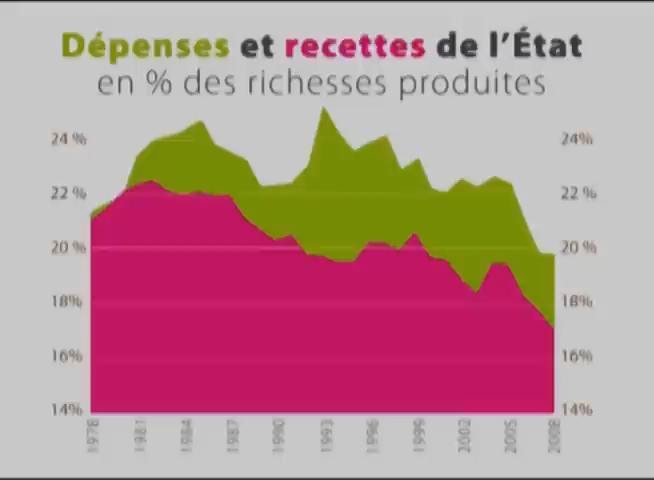 Dépenses et recettes de l'État
en % des richesses produites
24 % 24%
22 % 22 %
20 % 20 %
18% 18%
16% 16%
14% 14%
1978 1981 1984 1987 1990 1993 1996 1999 2002 2005 2008